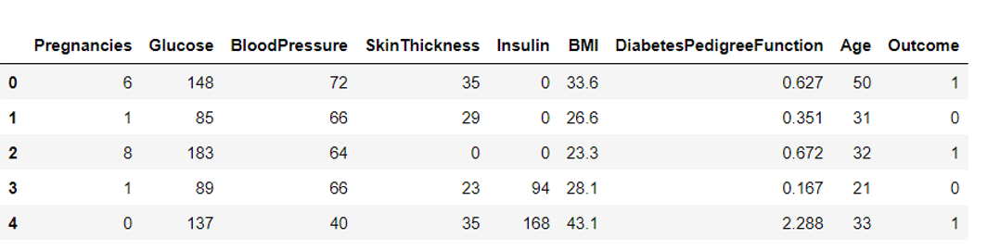 Pregnancies Glucose BloodPressure SkinThickness Insulin BMI DiabetesPedigreeFunction Age Outcome
0 6 148 72 35 0 33.6 0.627 50 1
1 1 85 66 29 0 26.6 0.351 31 0
2 8 183 64 0 0 23.3 0.672 32 1
3 1 89 66 23 94 28.1 0.167 21 0
4 0 137 40 35 168 43.1 2.288 33 1